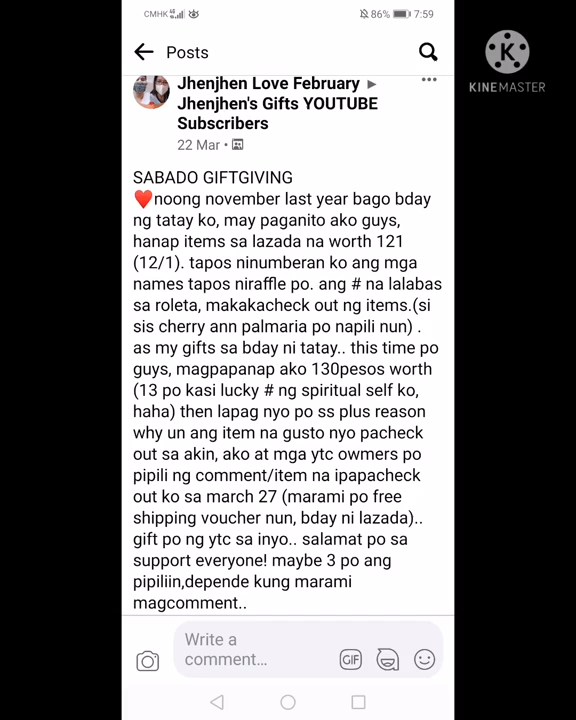 CMHK 4G 86% 7:59
Posts
KINEMASTER
Jhenjhen Love February
Jhenjhen's Gifts YOUTUBE
Subscribers
22 Mar
SABADO GIFTGIVING
❤noong november last year bago bday
ng tatay ko, may paganito ako guys,
hanap items sa lazada na worth 121
(12/1). tapos ninumberan ko ang mga
names tapos niraffle po. ang # na lalabas
sa roleta, makakacheck out ng items.(si
sis cherry ann palmaria po napili nun) .
as my gifts sa bday ni tatay.. this time po
guys, magpapanap ako 130pesos worth
(13 po kasi lucky # ng spiritual self ko,
haha) then lapag nyo po ss plus reason
why un ang item na gusto nyo pacheck
out sa akin, ako at mga ytc owmers po
pipili ng comment/item na ipapacheck
out ko sa march 27 (marami po free
shipping voucher nun, bday ni lazada)..
gift po ng ytc sa inyo.. salamat po sa
support everyone! maybe 3 po ang
pipiliin,depende kung marami
magcomment..
Write a
comment...
GIF